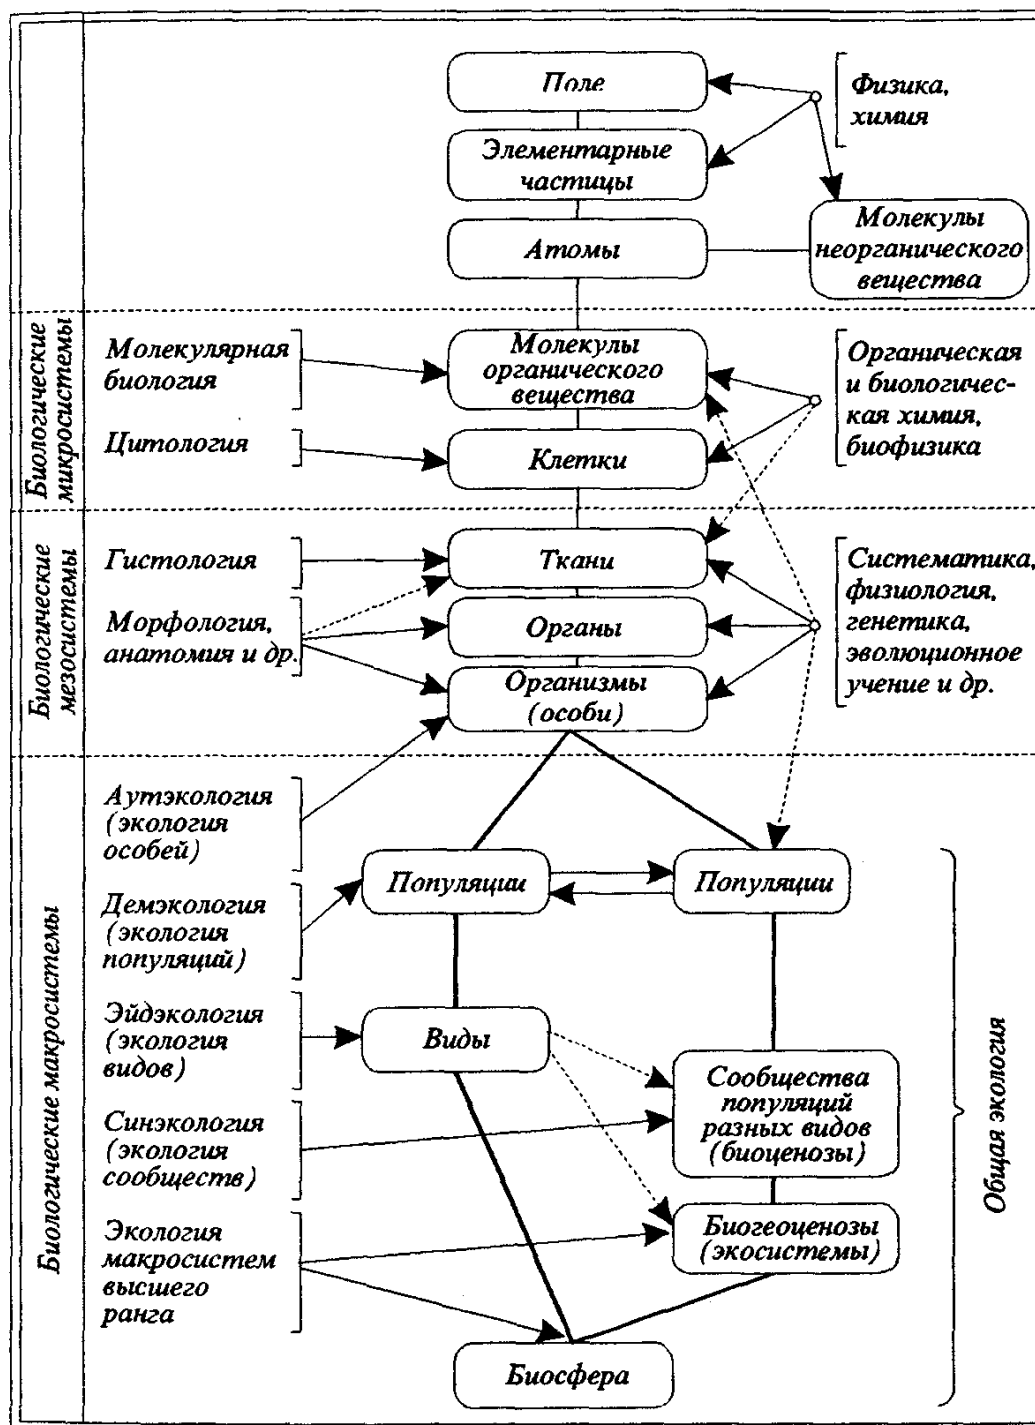 Поле
Физика,
химия
Элементарные
частицы
Атомы
Молекулы
неорганического
вещества
Биологические
микросистемы
Молекулярная
биология
Молекулы
органического
вещества
Органическая
и биологичес-
кая химия,
биофизика
Цитология
Клетки
Биологические
мезосистемы
Гистология
Ткани
Систематика,
физиология,
генетика,
эволюционное
учение и др.
Морфология,
анатомия и др.
Органы
Организмы
(особи)
Биологические макросистемы
Аутэкология
(экология
особей)
Популяции
Популяции
Демэкология
(экология
популяций)
Эйдэкология
(экология
видов)
Виды
Сообщества
популяций
разных видов
(биоценозы)
Синэкология
(экология
сообществ)
Биогеоценозы
(экосистемы)
Экология
макросистем
высшего
ранга
Биосфера
Общая экология